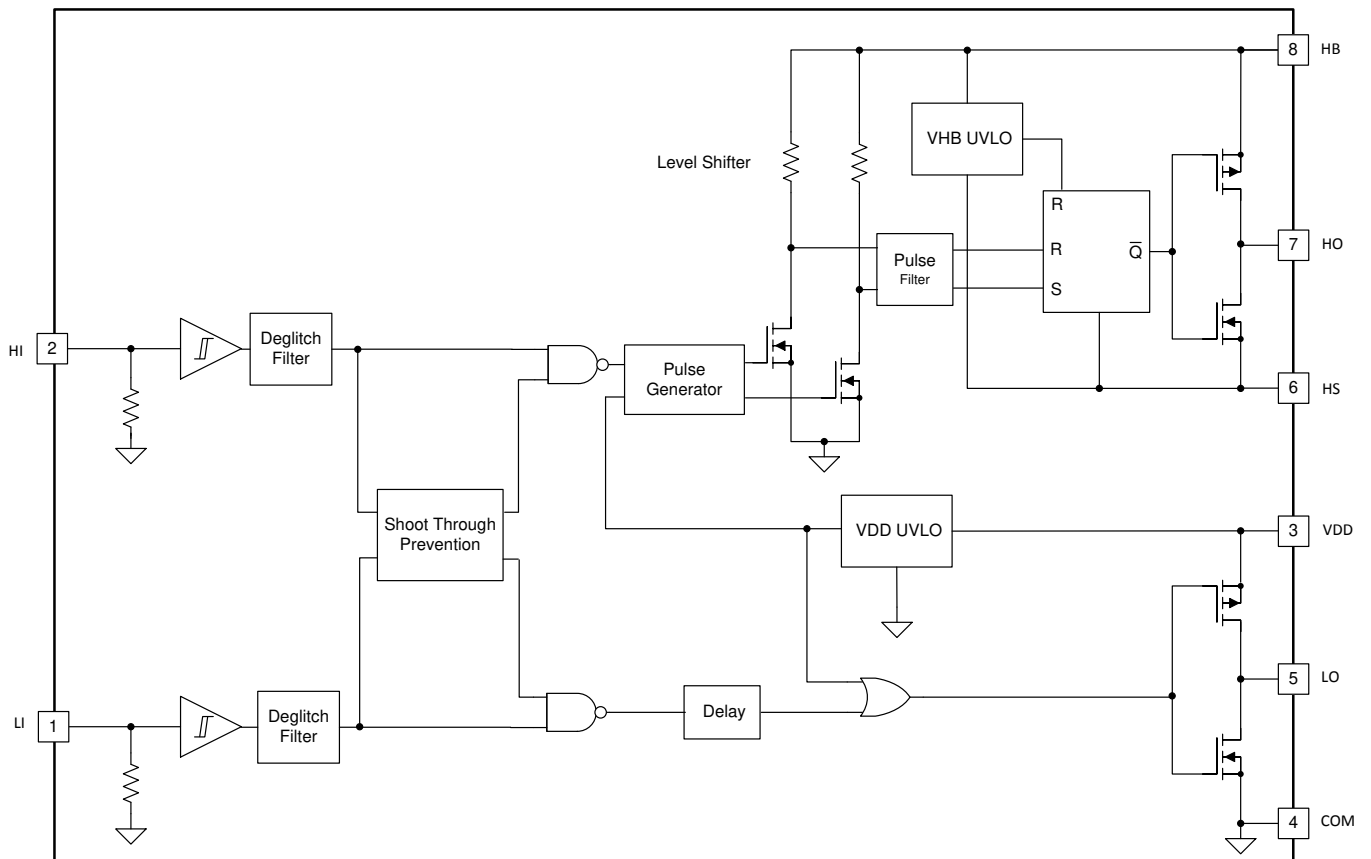 8
HB
VHB UVLO
Level Shifter
R
R
Q̅
S
Pulse
Filter
7
HO
HI
2
Deglitch
Filter
Pulse
Generator
6
HS
Shoot Through
Prevention
VDD UVLO
3
VDD
LI
1
Deglitch
Filter
Delay
5
LO
4
COM